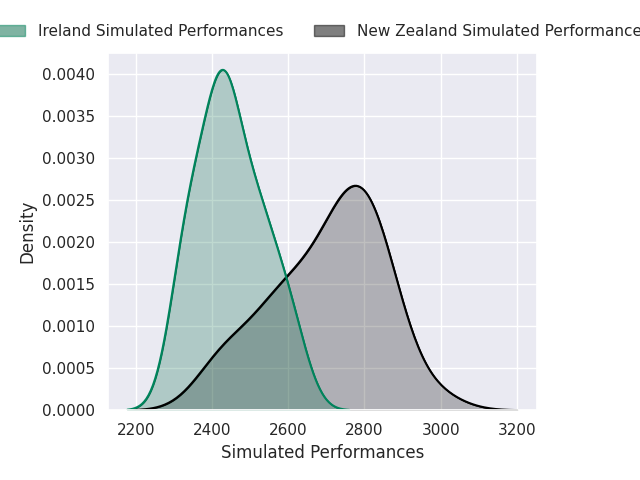 Ireland Simulated Performances
New Zealand Simulated Performance
0.0040
0.0035
0.0030
0.0025
0.0020
0.0015
0.0010
0.0005
0.0000
Density
2200 2400 2600 2800 3000 3200
Simulated Performances